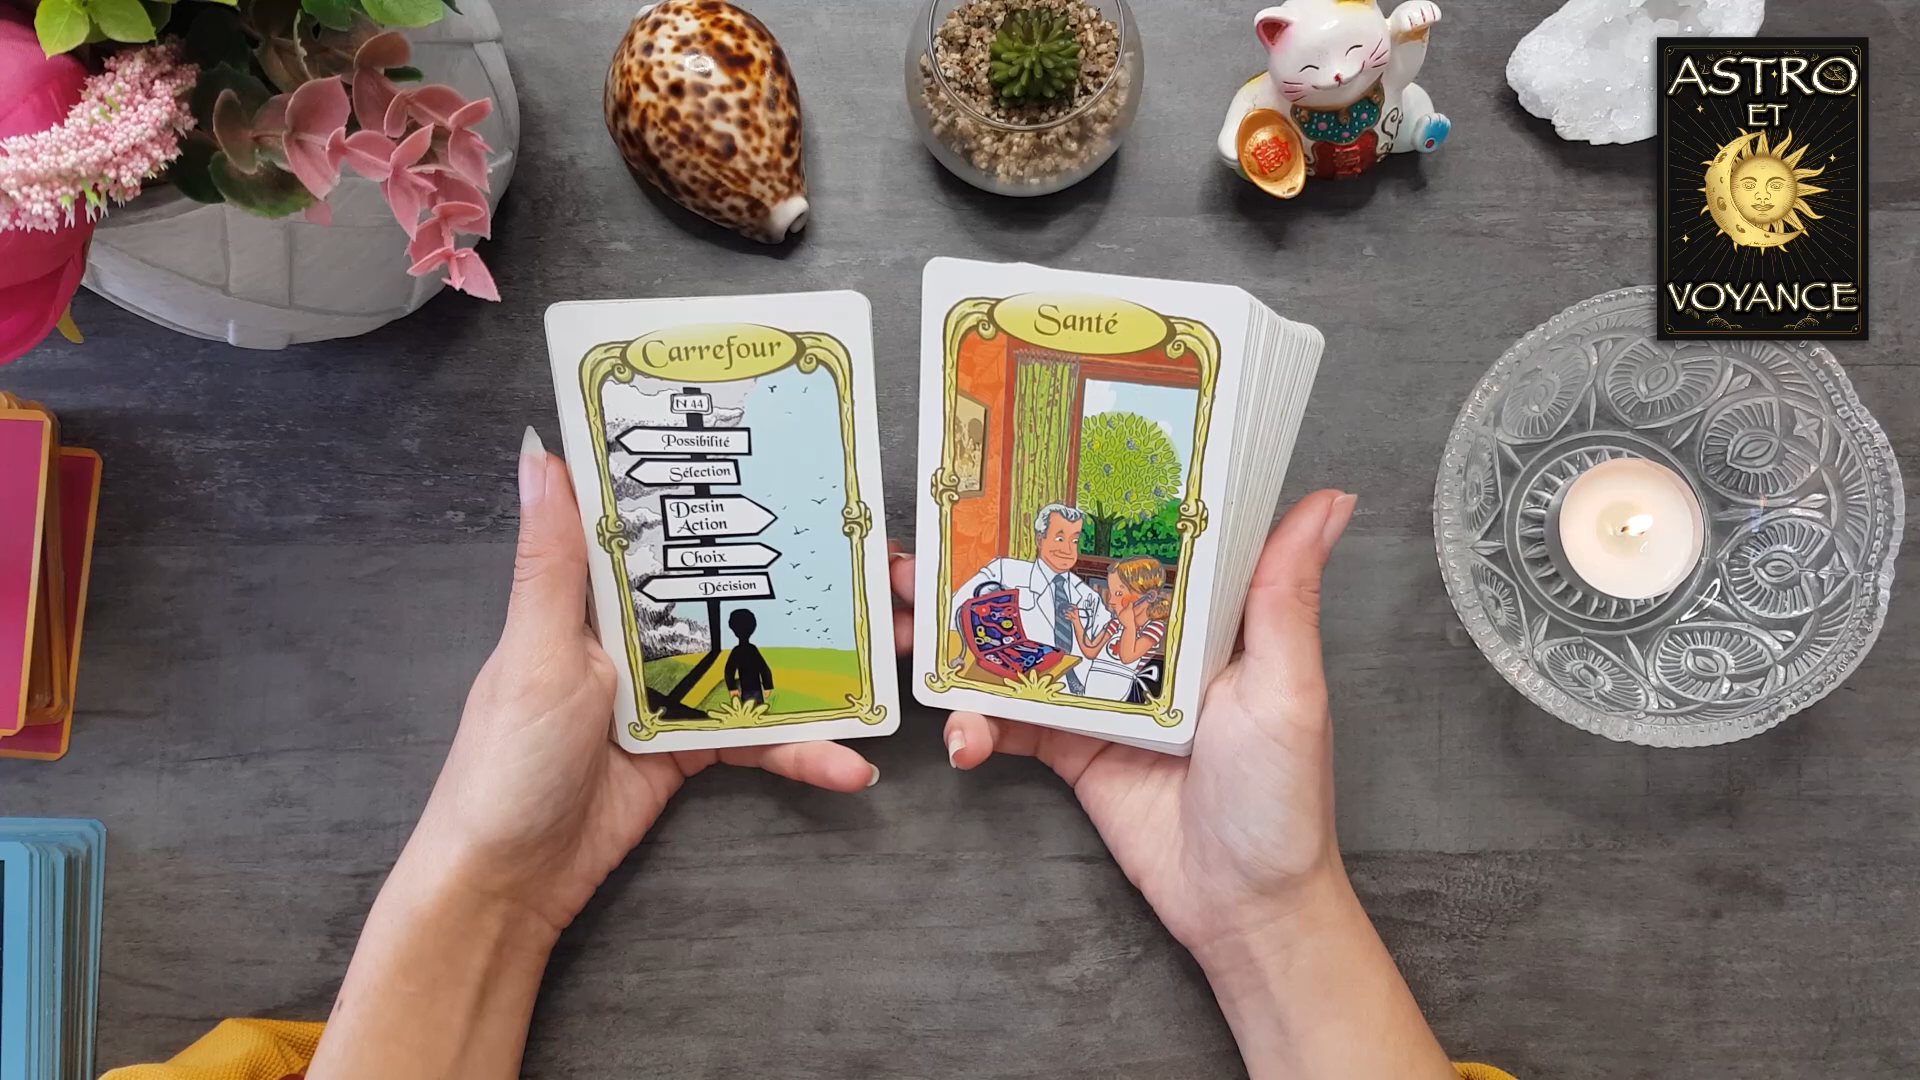 Carrefour
N 44
Possibilité
Sélection
Destin
Action
Choix
Décision
Santé
ASTRO
ET
VOYANCE